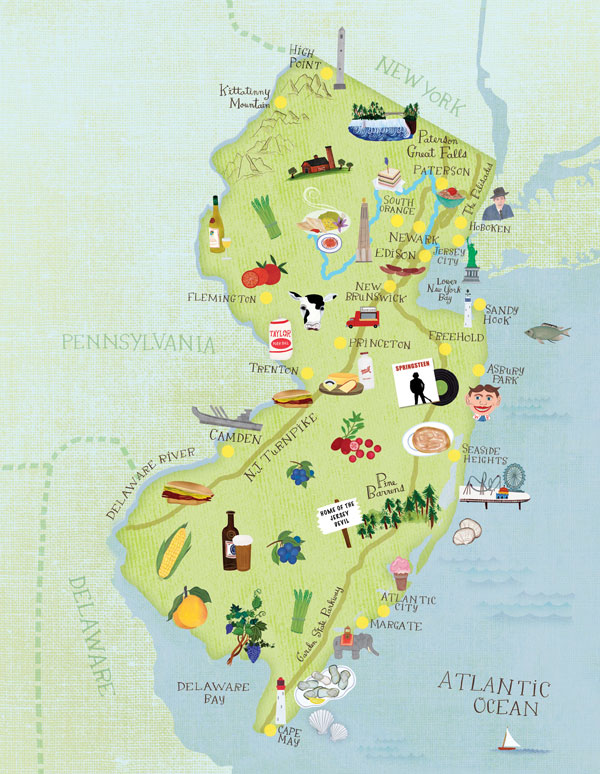 HIGH
POINT
NEW YORK
Kittatinny
Mountain
Paterson
Great Falls
PATERSON
The Palisades
SOUTH
ORANGE
HOBOKEN
NEWARK
EDISON
JERSEY
CITY
Lower
New York
Bay
NEW
BRUNSWICK
FLEMINGTON
SANDY
HOOK
TAYLOR
PORK ROLL
PENNSYLVANIA
PRINCETON
FREEHOLD
TRENTON
SPRINGSTEEN
ASBURY
PARK
CAMDEN
N.J. TURNPIKE
SEASIDE
HEIGHTS
DELAWARE RIVER
Pine
Barrens
HOME OF THE
JERSEY
DEVIL
DELAWARE
Garden State Parkway
ATLANTIC
CITY
MARGATE
DELAWARE
BAY
ATLANTIC
OCEAN
CAPE
MAY